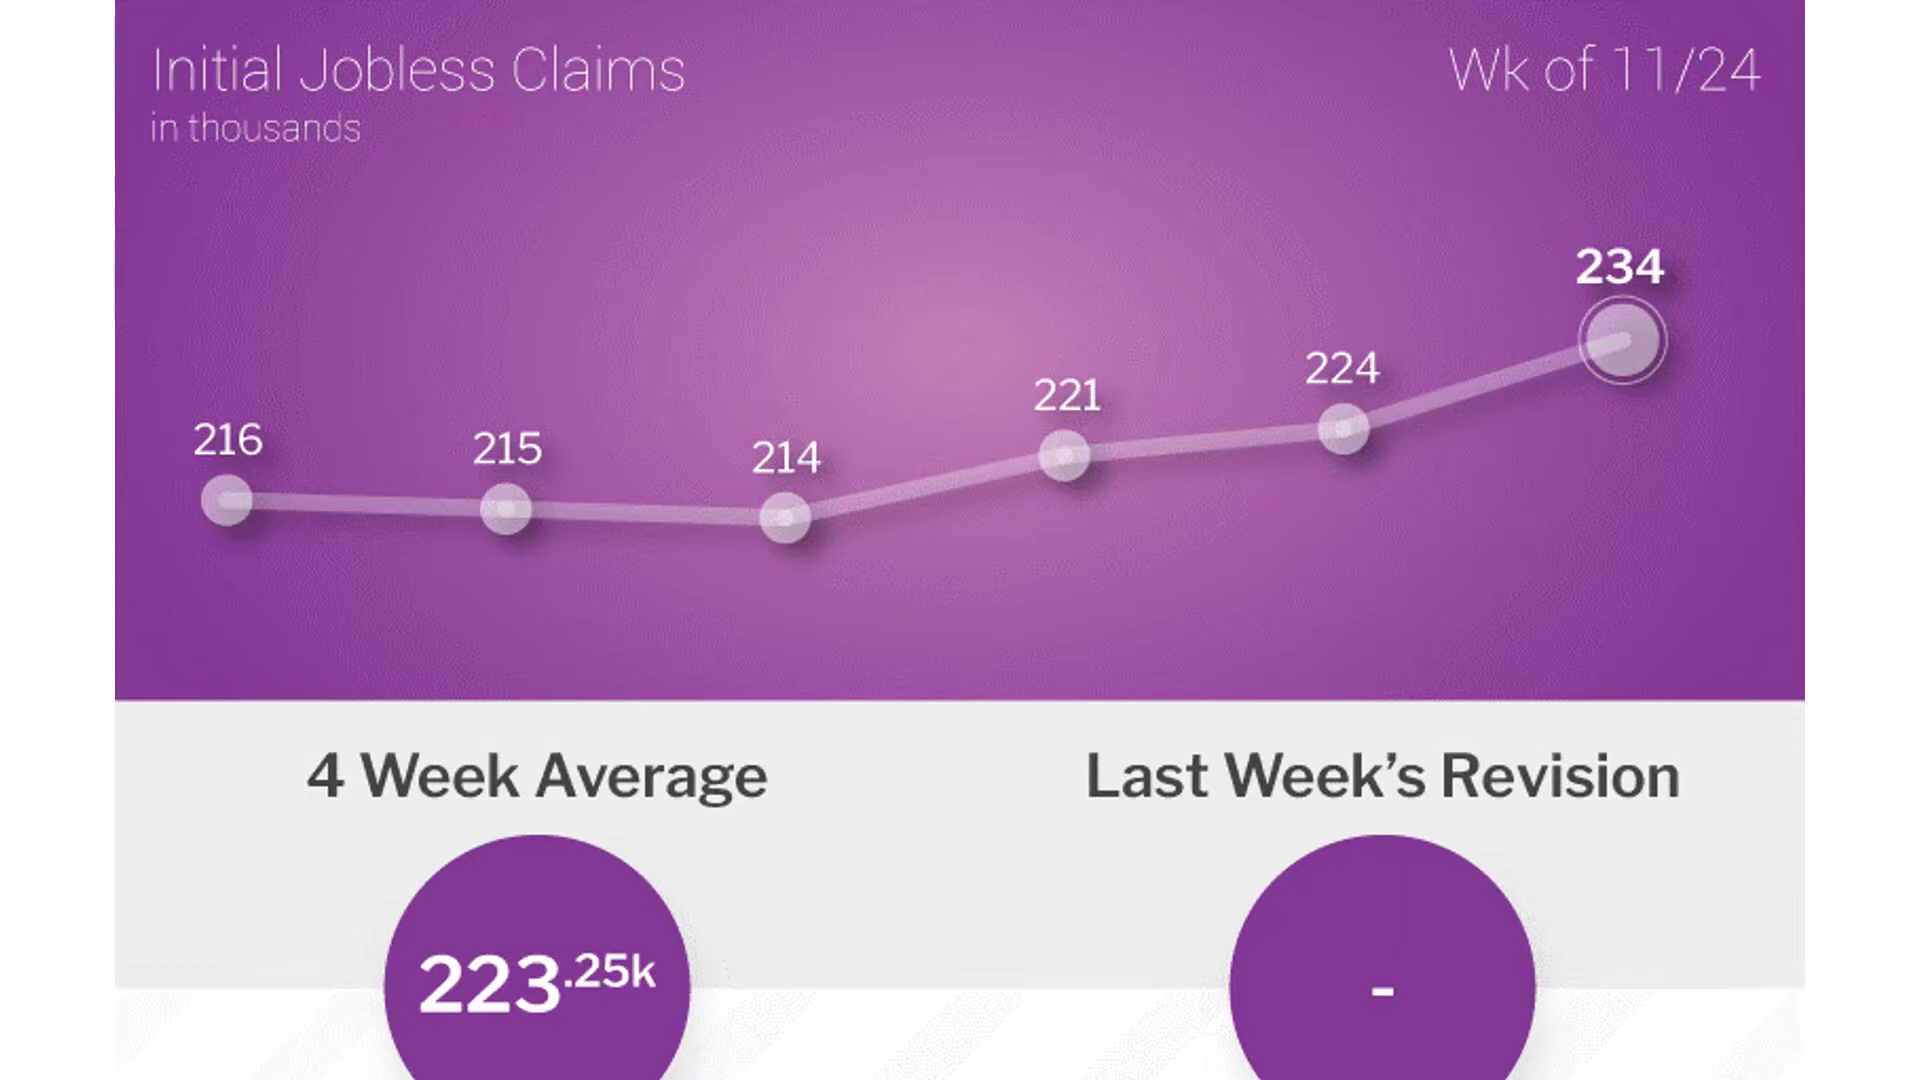 Initial Jobless Claims
in thousands
Wk of 11/24
216
215
214
221
224
234
4 Week Average
Last Week’s Revision
223.25k
-